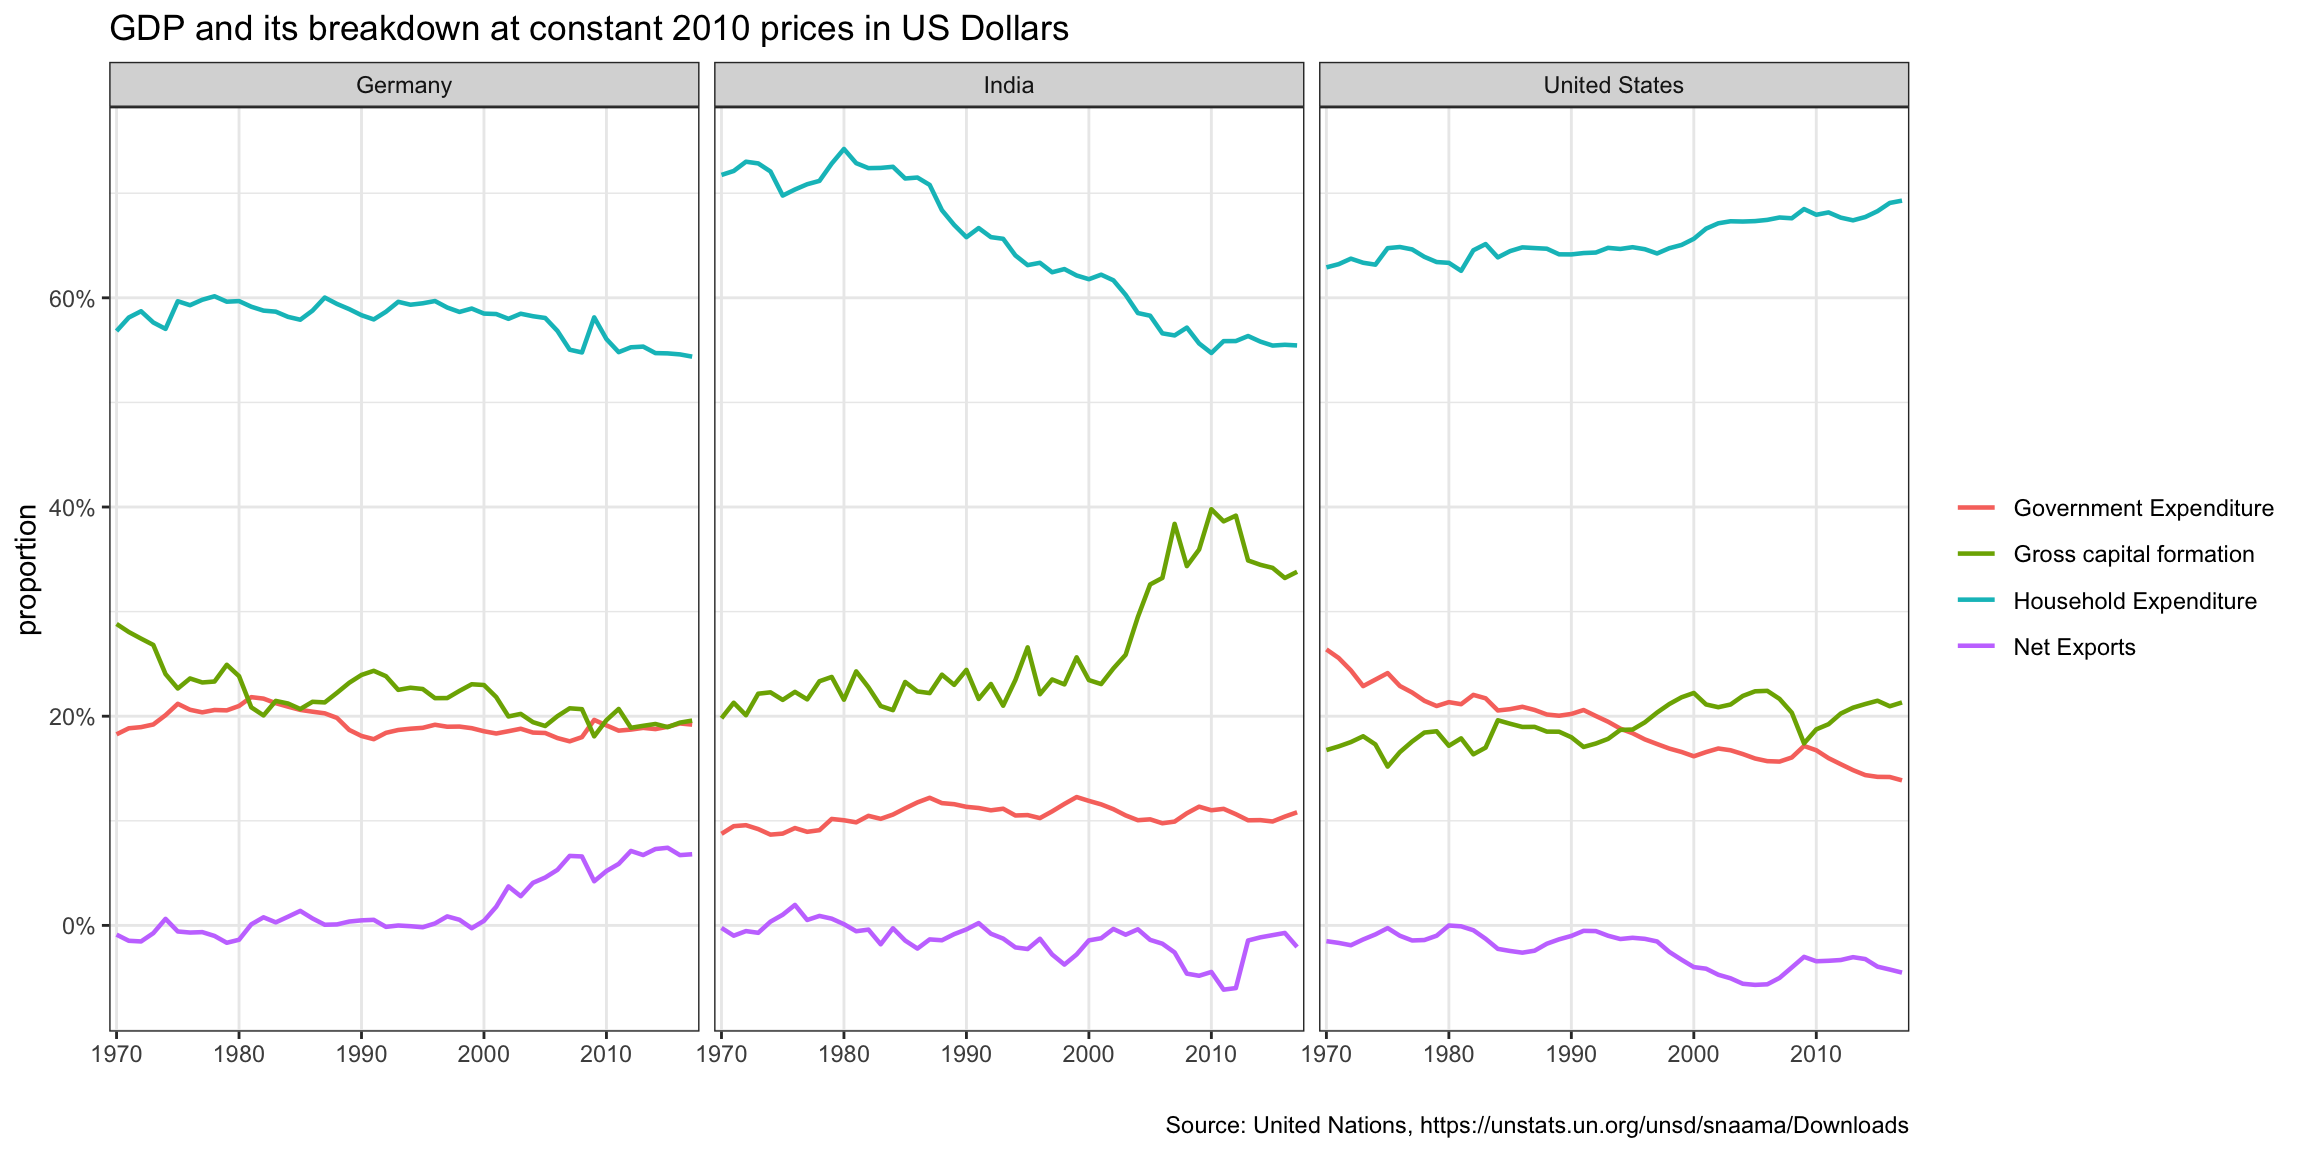 GDP and its breakdown at constant 2010 prices in US Dollars
Germany
India
United States
proportion
60%
40%
20%
0%
1970 1980 1990 2000 2010
1970 1980 1990 2000 2010
1970 1980 1990 2000 2010
Government Expenditure
Gross capital formation
Household Expenditure
Net Exports
Source: United Nations, https://unstats.un.org/unsd/snaama/Downloads